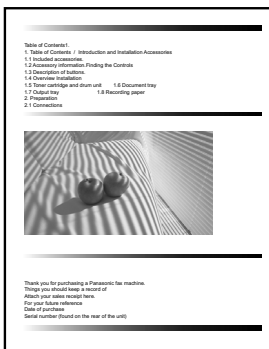 Table of Contents1.
1. Table of Contents / Introduction and Installation Accessories
1.1 Included accessories.
1.2 Accessory information.Finding the Controls
1.3 Description of buttons.
1.4 Overview Installation
1.5 Toner cartridge and drum unit 1.6 Document tray
1.7 Output tray 1.8 Recording paper
2. Preparation
2.1 Connections
Thank you for purchasing a Panasonic fax machine.
Things you should keep a record of
Attach your sales receipt here.
For your future reference
Date of purchase
Serial number (found on the rear of the unit)